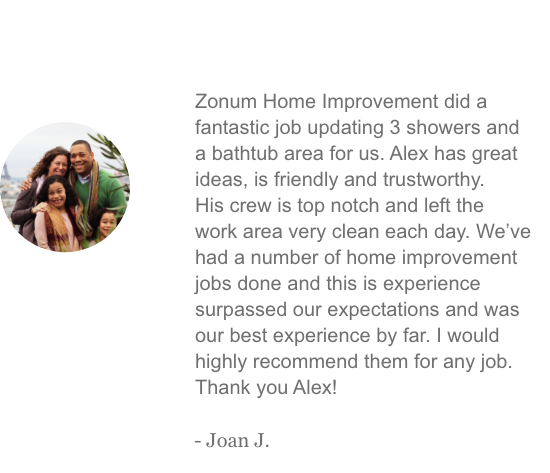 Zonum Home Improvement did a
fantastic job updating 3 showers and
a bathtub area for us. Alex has great
ideas, is friendly and trustworthy.
His crew is top notch and left the
work area very clean each day. We’ve
had a number of home improvement
jobs done and this is experience
surpassed our expectations and was
our best experience by far. I would
highly recommend them for any job.
Thank you Alex!
- Joan J.